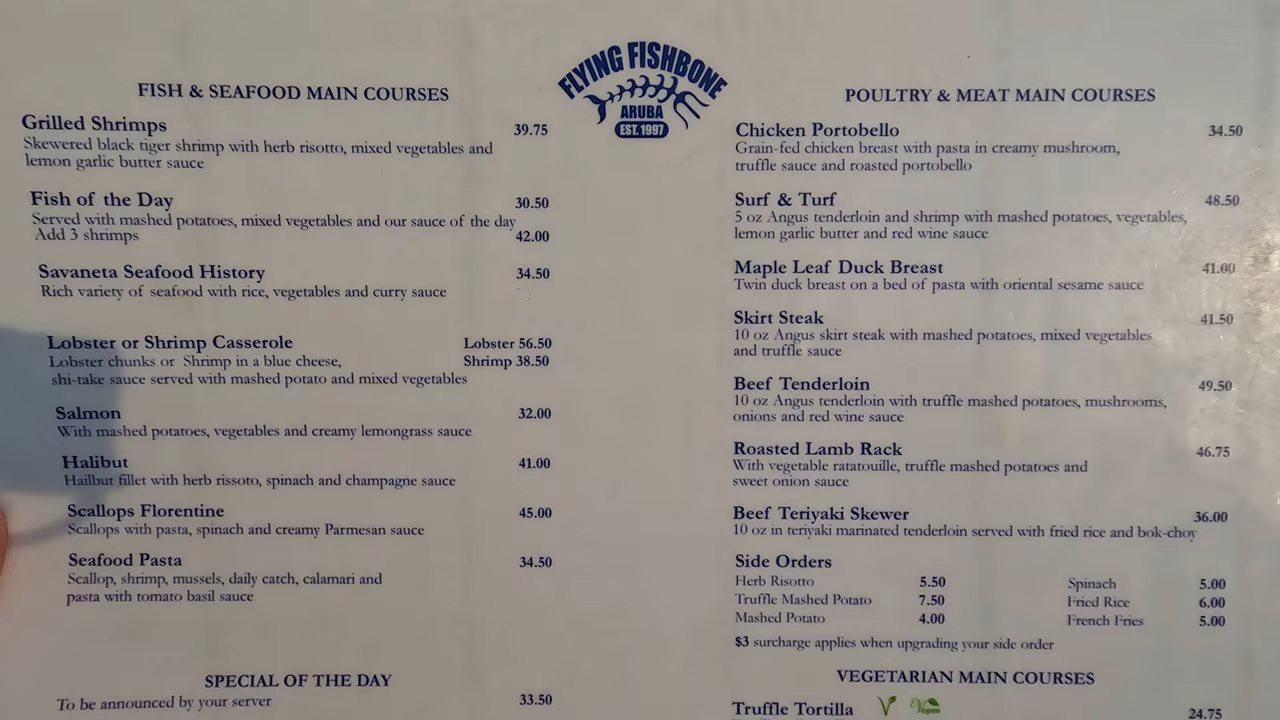 FLYING FISHBONE
ARUBA
EST. 1997
FISH & SEAFOOD MAIN COURSES
Grilled Shrimps 39.75
Skewered black tiger shrimp with herb risotto, mixed vegetables and
lemon garlic butter sauce
Fish of the Day 30.50
Served with mashed potatoes, mixed vegetables and our sauce of the day
Add 3 shrimps 42.00
Savaneta Seafood History 34.50
Rich variety of seafood with rice, vegetables and curry sauce
Lobster or Shrimp Casserole Lobster 56.50
Lobster chunks or Shrimp in a blue cheese, Shrimp 38.50
shi-take sauce served with mashed potato and mixed vegetables
Salmon 32.00
With mashed potatoes, vegetables and creamy lemongrass sauce
Halibut 41.00
Hailbut fillet with herb rissoto, spinach and champagne sauce
Scallops Florentine 45.00
Scallops with pasta, spinach and creamy Parmesan sauce
Seafood Pasta 34.50
Scallop, shrimp, mussels, daily catch, calamari and
pasta with tomato basil sauce
SPECIAL OF THE DAY
To be announced by your server 33.50
POULTRY & MEAT MAIN COURSES
Chicken Portobello 34.50
Grain-fed chicken breast with pasta in creamy mushroom,
truffle sauce and roasted portobello
Surf & Turf 48.50
5 oz Angus tenderloin and shrimp with mashed potatoes, vegetables,
lemon garlic butter and red wine sauce
Maple Leaf Duck Breast 41.00
Twin duck breast on a bed of pasta with oriental sesame sauce
Skirt Steak 41.50
10 oz Angus skirt steak with mashed potatoes, mixed vegetables
and truffle sauce
Beef Tenderloin 49.50
10 oz Angus tenderloin with truffle mashed potatoes, mushrooms,
onions and red wine sauce
Roasted Lamb Rack 46.75
With vegetable ratatouille, truffle mashed potatoes and
sweet onion sauce
Beef Teriyaki Skewer 36.00
10 oz in teriyaki marinated tenderloin served with fried rice and bok-choy
Side Orders
Herb Risotto 5.50 Spinach 5.00
Truffle Mashed Potato 7.50 Fried Rice 6.00
Mashed Potato 4.00 French Fries 5.00
$3 surcharge applies when upgrading your side order
VEGETARIAN MAIN COURSES
Truffle Tortilla V Vegan 24.75